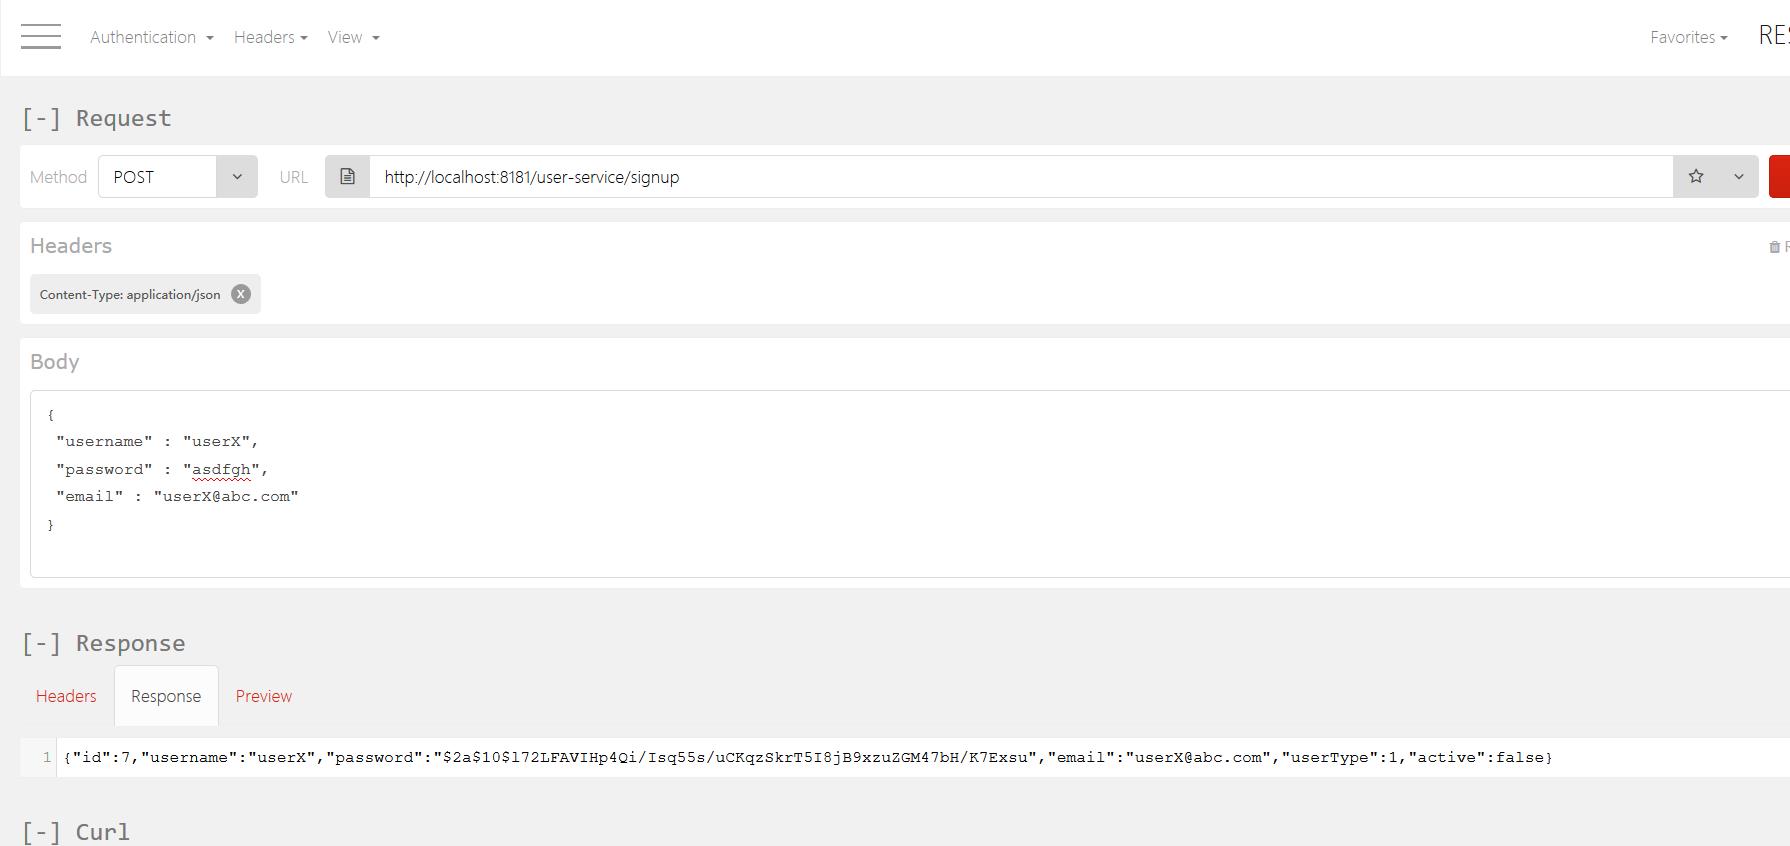 Authentication Headers View Favorites
[-] Request
Method POST URL http://localhost:8181/user-service/signup
Headers
Content-Type: application/json X
Body
{
"username" : "userX",
"password" : "asdfgh",
"email" : "userX@abc.com"
}
[-] Response
Headers Response Preview
1 {"id":7,"username":"userX","password":"$2a$10$l72LFAVIHp4Qi/Isq55s/uCKqzSkrT5I8jB9xzuZGM47bH/K7Exsu","email":"userX@abc.com","userType":1,"active":false}
[-] Curl